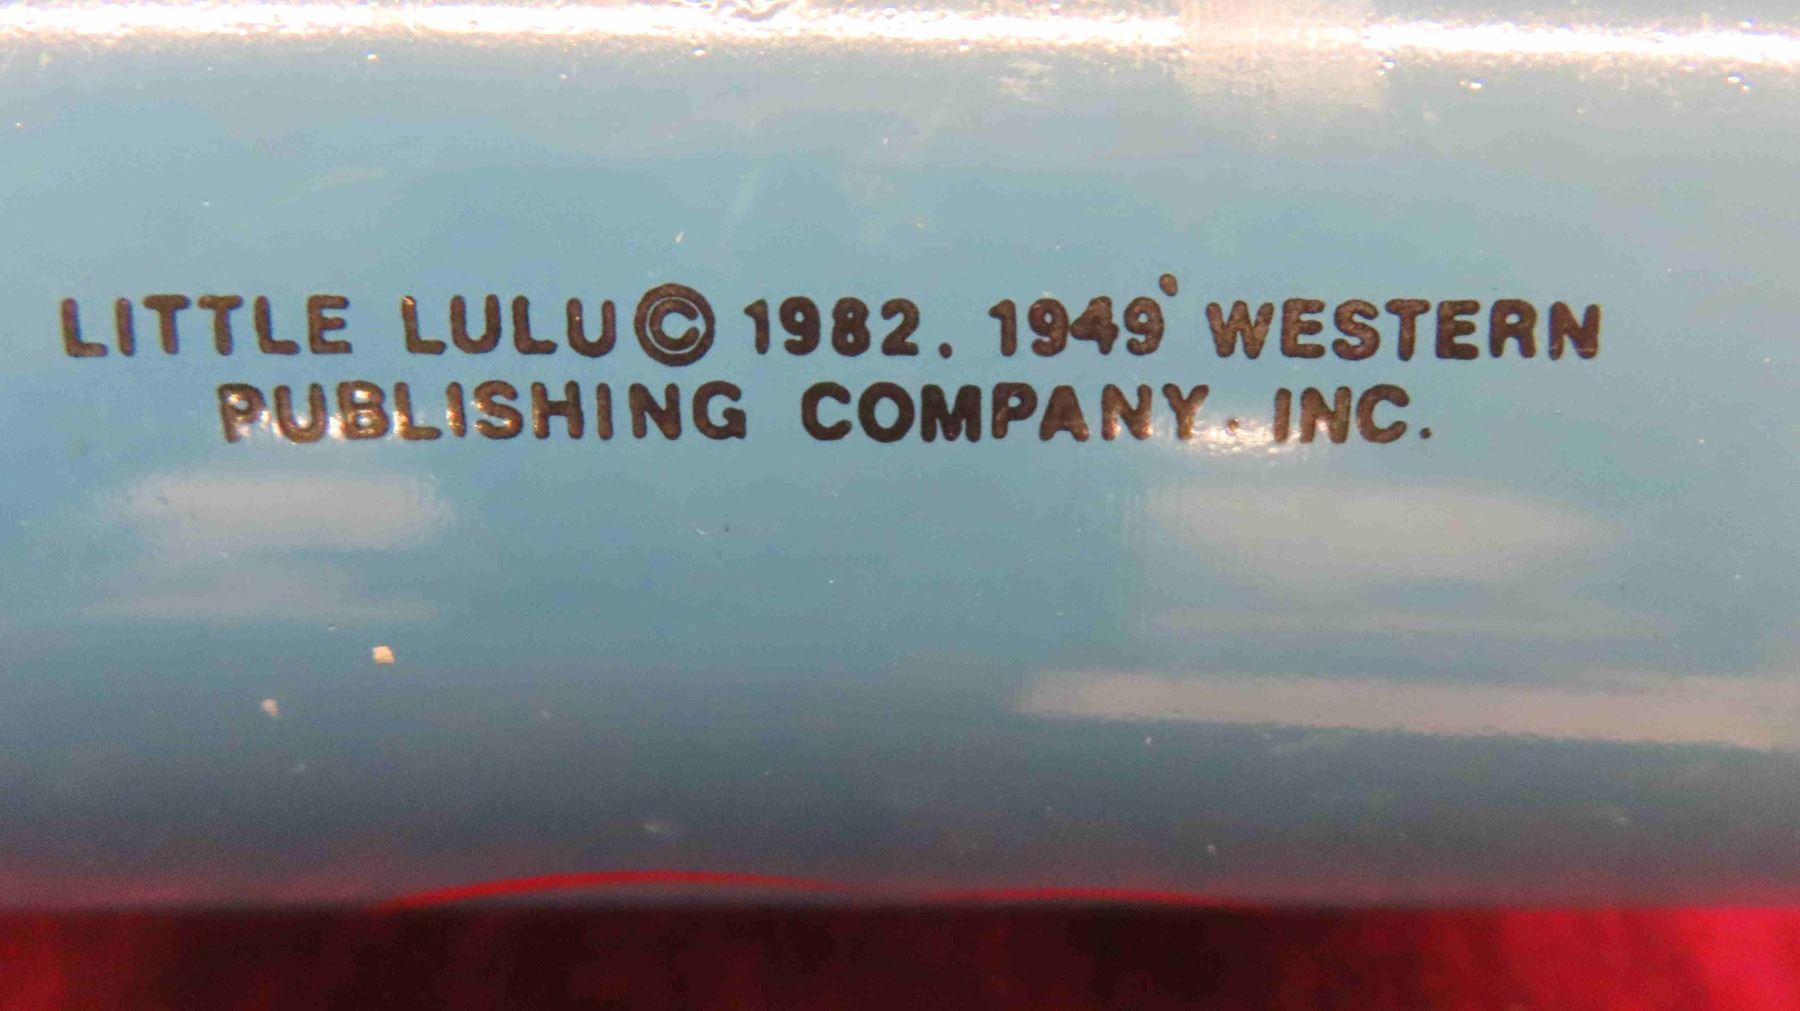 LITTLE LULU © 1982. 1949 WESTERN
PUBLISHING COMPANY. INC.